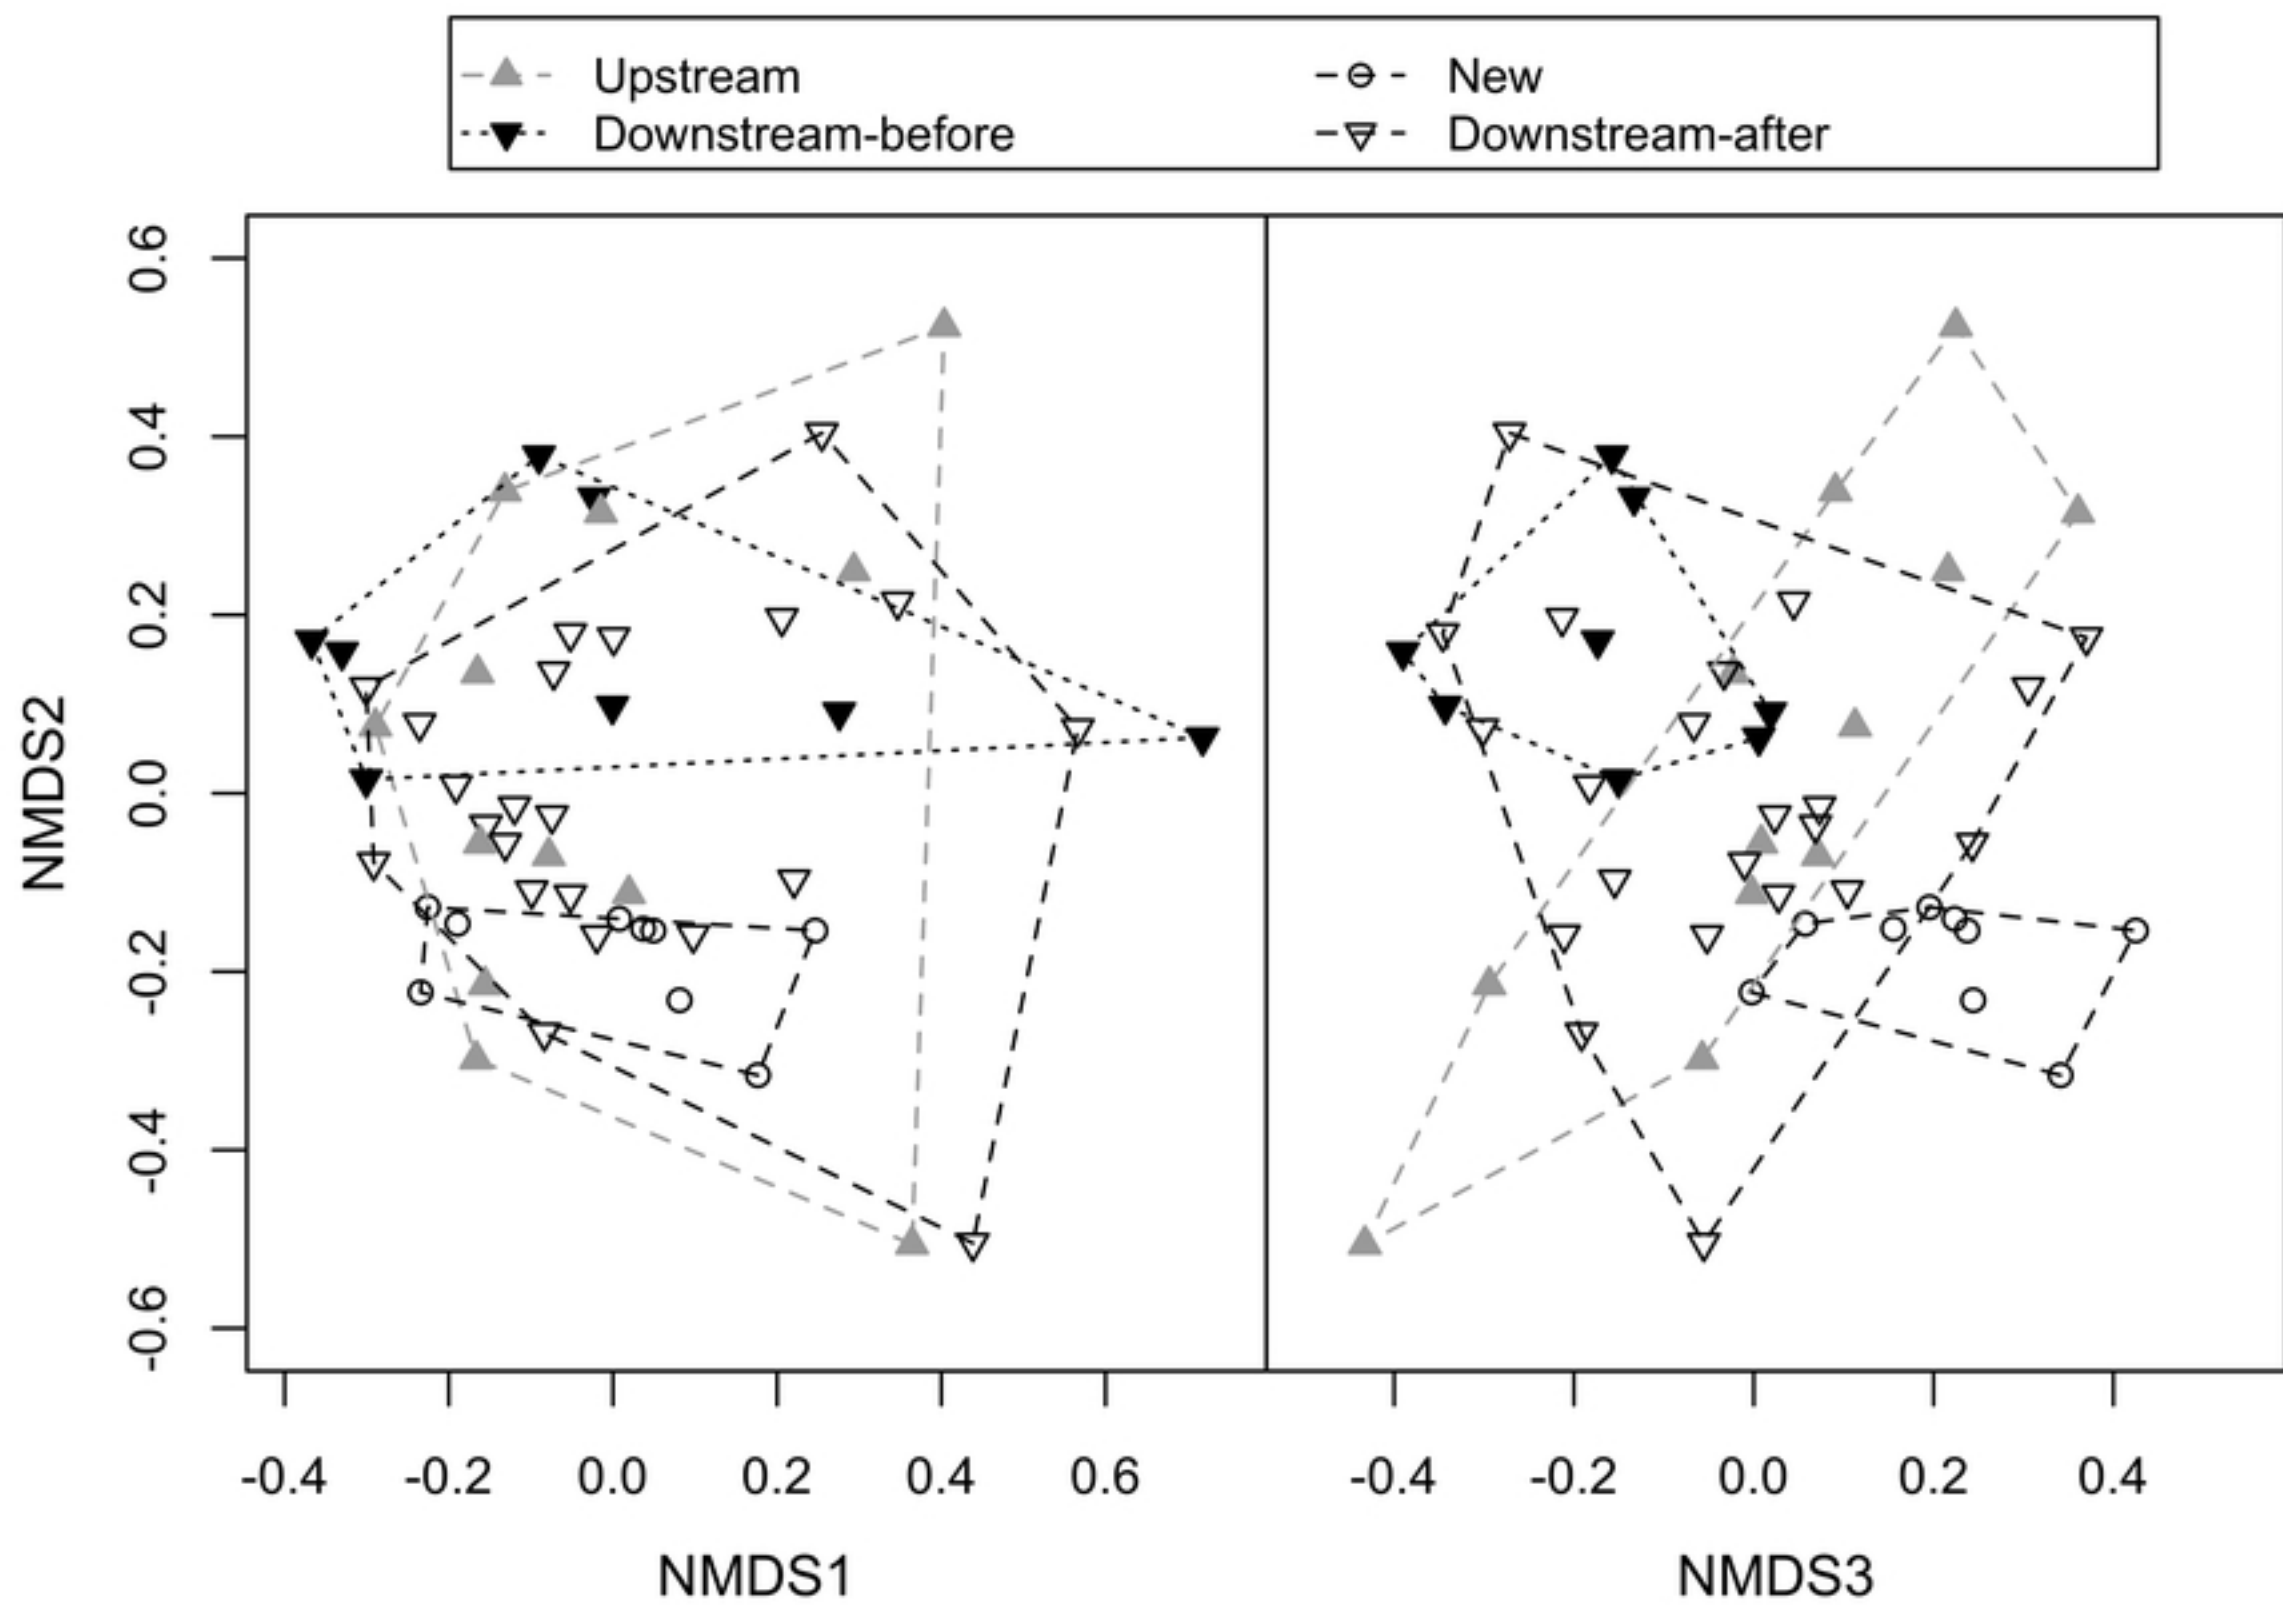 Upstream
New
Downstream-before
Downstream-after
0.6
0.4
0.2
0.0
-0.2
-0.4
-0.6
NMDS2
-0.4 -0.2 0.0 0.2 0.4 0.6
-0.4 -0.2 0.0 0.2 0.4
NMDS1
NMDS3